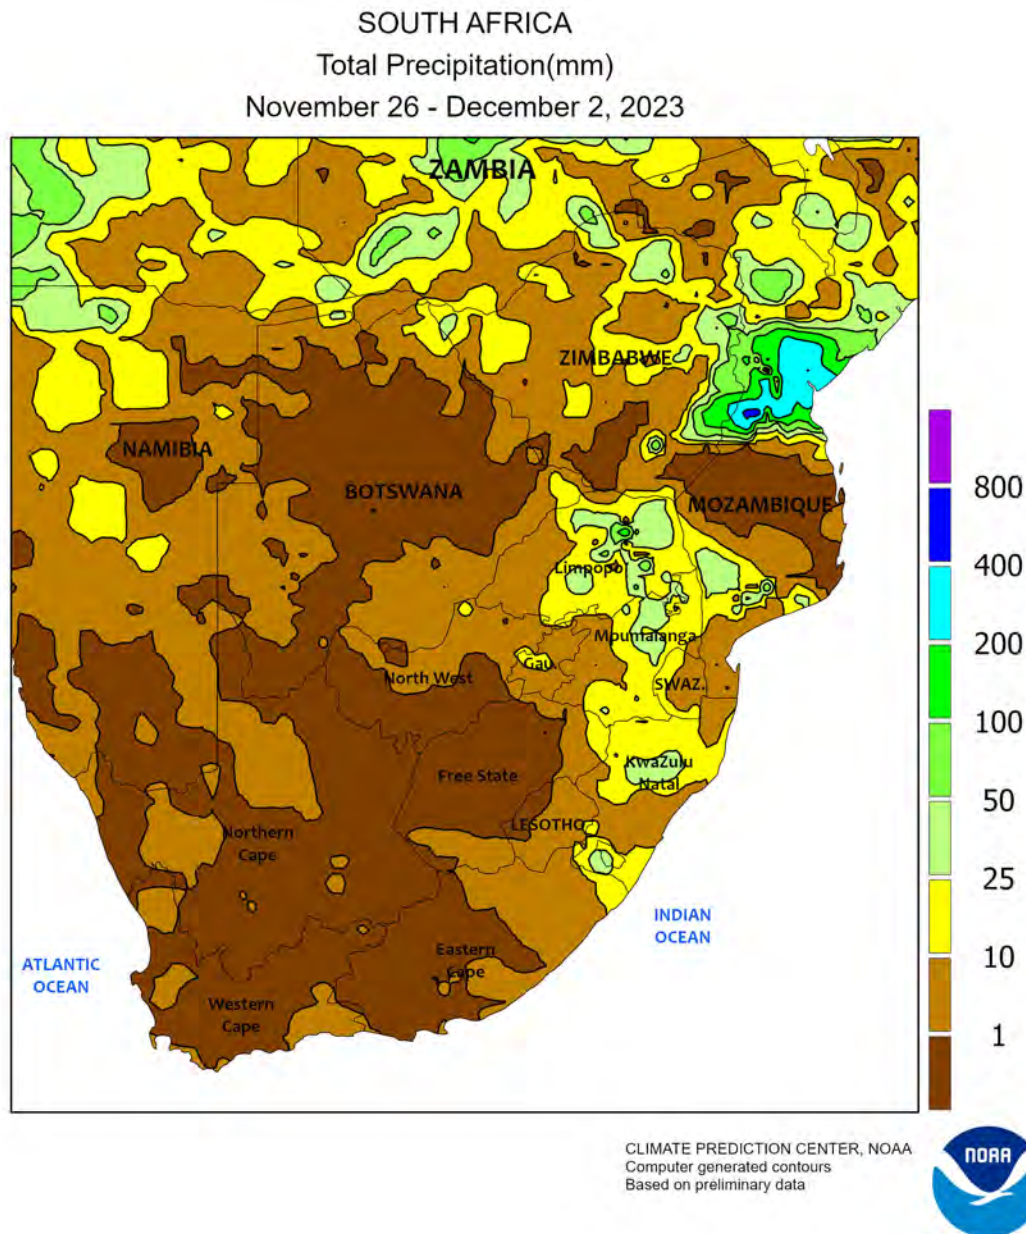 SOUTH AFRICA
Total Precipitation(mm)
November 26 - December 2, 2023
ZAMBIA
ZIMBABWE
NAMIBIA
BOTSWANA
MOZAMBIQUE
Limpopo
Mpumalanga
Gau.
North West
SWAZ.
KwaZulu
Natal
Free State
LESOTHO
Northern
Cape
INDIAN
OCEAN
ATLANTIC
OCEAN
Eastern
Cape
Western
Cape
800
400
200
100
50
25
10
1
CLIMATE PREDICTION CENTER, NOAA
Computer generated contours
Based on preliminary data
NOAA